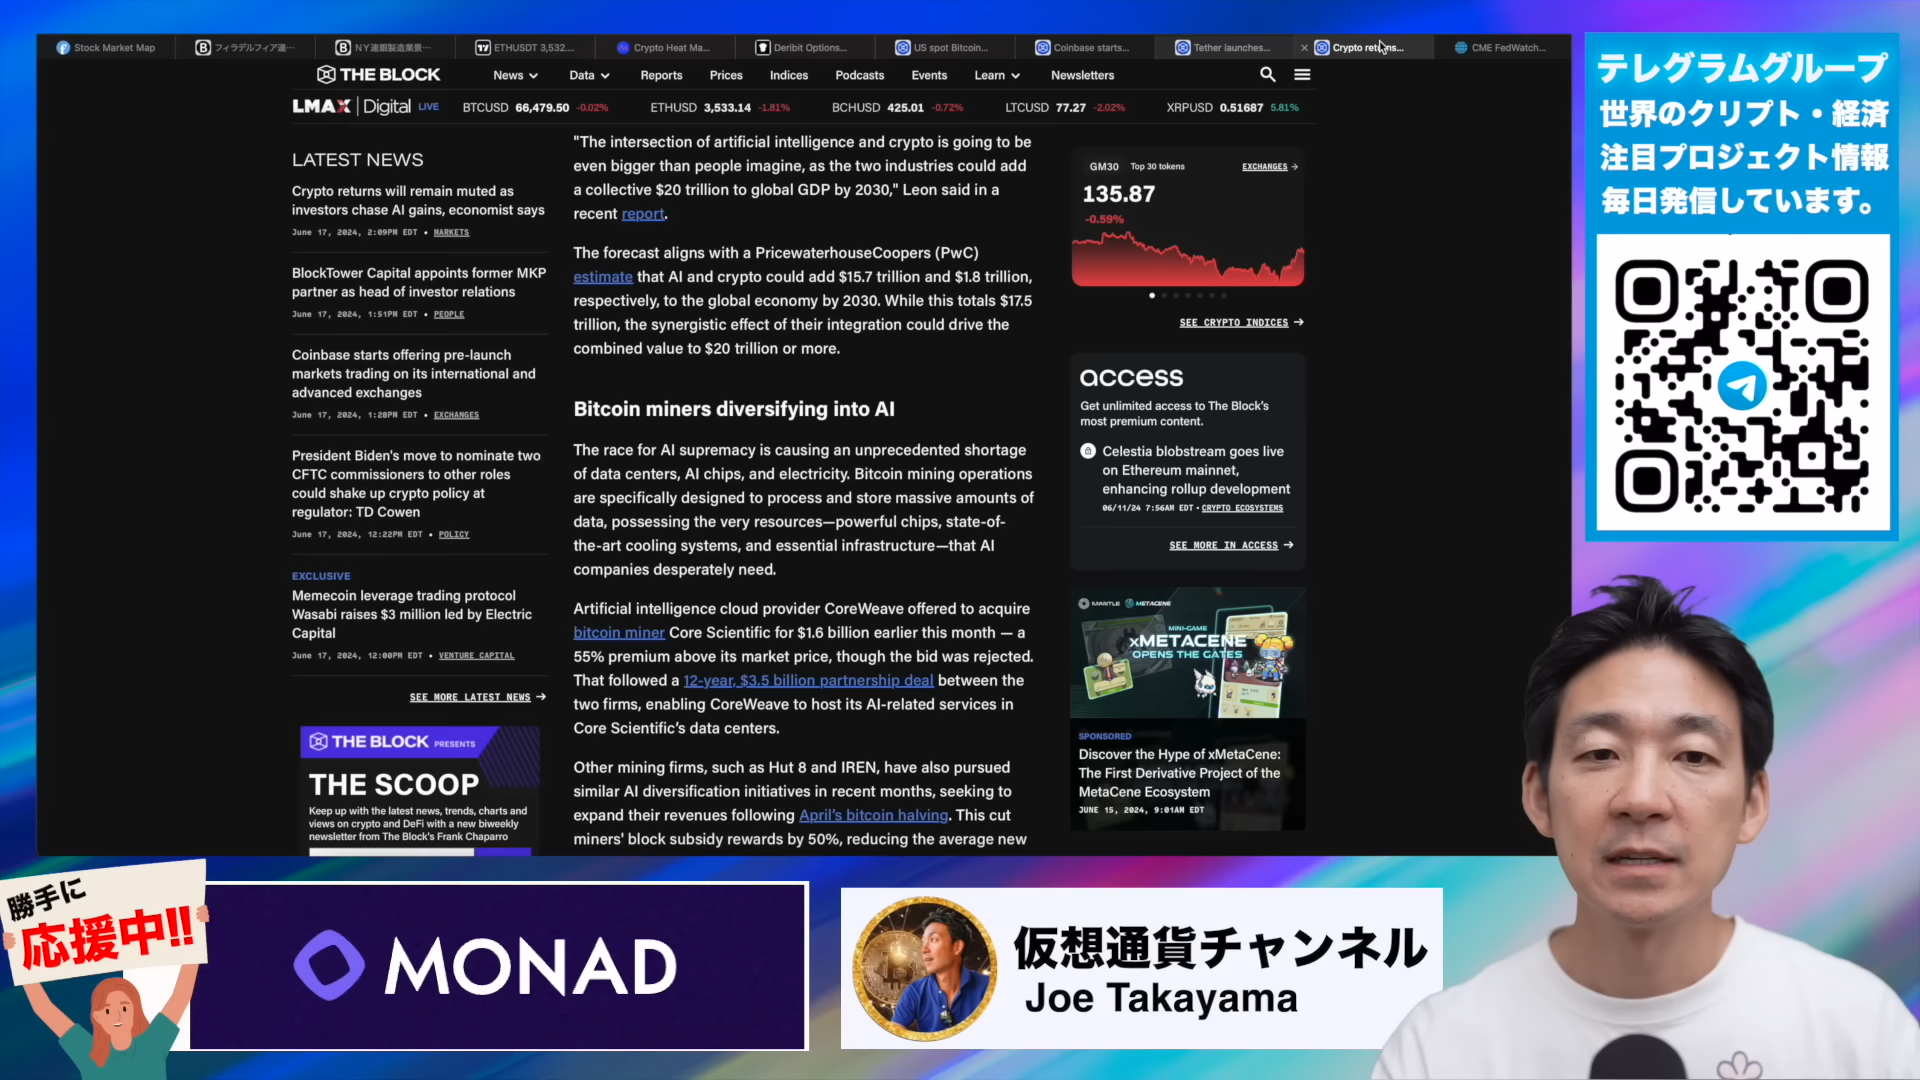 Stock Market Map
フィラデルフィア連…
NY連銀製造業景…
ETHUSDT 3,532....
Crypto Heat Ma...
Deribit Options...
US spot Bitcoin...
Coinbase starts...
Tether launches...
Crypto returns...
CME FedWatch...
THE BLOCK
News
Data
Reports
Prices
Indices
Podcasts
Events
Learn
Newsletters
LMAX Digital LIVE
BTCUSD 66,479.50 -0.02%
ETHUSD 3,533.14 -1.81%
BCHUSD 425.01 -0.72%
LTCUSD 77.27 -2.02%
XRPUSD 0.51687 5.81%
LATEST NEWS
Crypto returns will remain muted as
investors chase AI gains, economist says
June 17, 2024, 2:09PM EDT • MARKETS
BlockTower Capital appoints former MKP
partner as head of investor relations
June 17, 2024, 1:51PM EDT • PEOPLE
Coinbase starts offering pre-launch
markets trading on its international and
advanced exchanges
June 17, 2024, 1:28PM EDT • EXCHANGES
President Biden's move to nominate two
CFTC commissioners to other roles
could shake up crypto policy at
regulator: TD Cowen
June 17, 2024, 12:22PM EDT • POLICY
EXCLUSIVE
Memecoin leverage trading protocol
Wasabi raises $3 million led by Electric
Capital
June 17, 2024, 12:00PM EDT • VENTURE CAPITAL
SEE MORE LATEST NEWS →
THE BLOCK PRESENTS
THE SCOOP
Keep up with the latest news, trends, charts and
views on crypto and DeFi with a new biweekly
newsletter from The Block's Frank Chaparro
"The intersection of artificial intelligence and crypto is going to be
even bigger than people imagine, as the two industries could add
a collective $20 trillion to global GDP by 2030," Leon said in a
recent report.
The forecast aligns with a PricewaterhouseCoopers (PwC)
estimate that AI and crypto could add $15.7 trillion and $1.8 trillion,
respectively, to the global economy by 2030. While this totals $17.5
trillion, the synergistic effect of their integration could drive the
combined value to $20 trillion or more.
Bitcoin miners diversifying into AI
The race for AI supremacy is causing an unprecedented shortage
of data centers, AI chips, and electricity. Bitcoin mining operations
are specifically designed to process and store massive amounts of
data, possessing the very resources—powerful chips, state-of-
the-art cooling systems, and essential infrastructure—that AI
companies desperately need.
Artificial intelligence cloud provider CoreWeave offered to acquire
bitcoin miner Core Scientific for $1.6 billion earlier this month — a
55% premium above its market price, though the bid was rejected.
That followed a 12-year, $3.5 billion partnership deal between the
two firms, enabling CoreWeave to host its AI-related services in
Core Scientific's data centers.
Other mining firms, such as Hut 8 and IREN, have also pursued
similar AI diversification initiatives in recent months, seeking to
expand their revenues following April's bitcoin halving. This cut
miners' block subsidy rewards by 50%, reducing the average new
GM30 Top 30 tokens EXCHANGES →
135.87
-0.59%
SEE CRYPTO INDICES →
access
Get unlimited access to The Block's
most premium content.
Celestia blobstream goes live
on Ethereum mainnet,
enhancing rollup development
06/11/24 7:56AM EDT • CRYPTO ECOSYSTEMS
SEE MORE IN ACCESS →
MANTLE METACENE
MINI-GAME
xMETACENE
OPENS THE GATES
SPONSORED
Discover the Hype of xMetaCene:
The First Derivative Project of the
MetaCene Ecosystem
JUNE 15, 2024, 9:01AM EDT
テレグラムグループ
世界のクリプト・経済
注目プロジェクト情報
毎日発信しています。
勝手に
応援中!!
MONAD
仮想通貨チャンネル
Joe Takayama